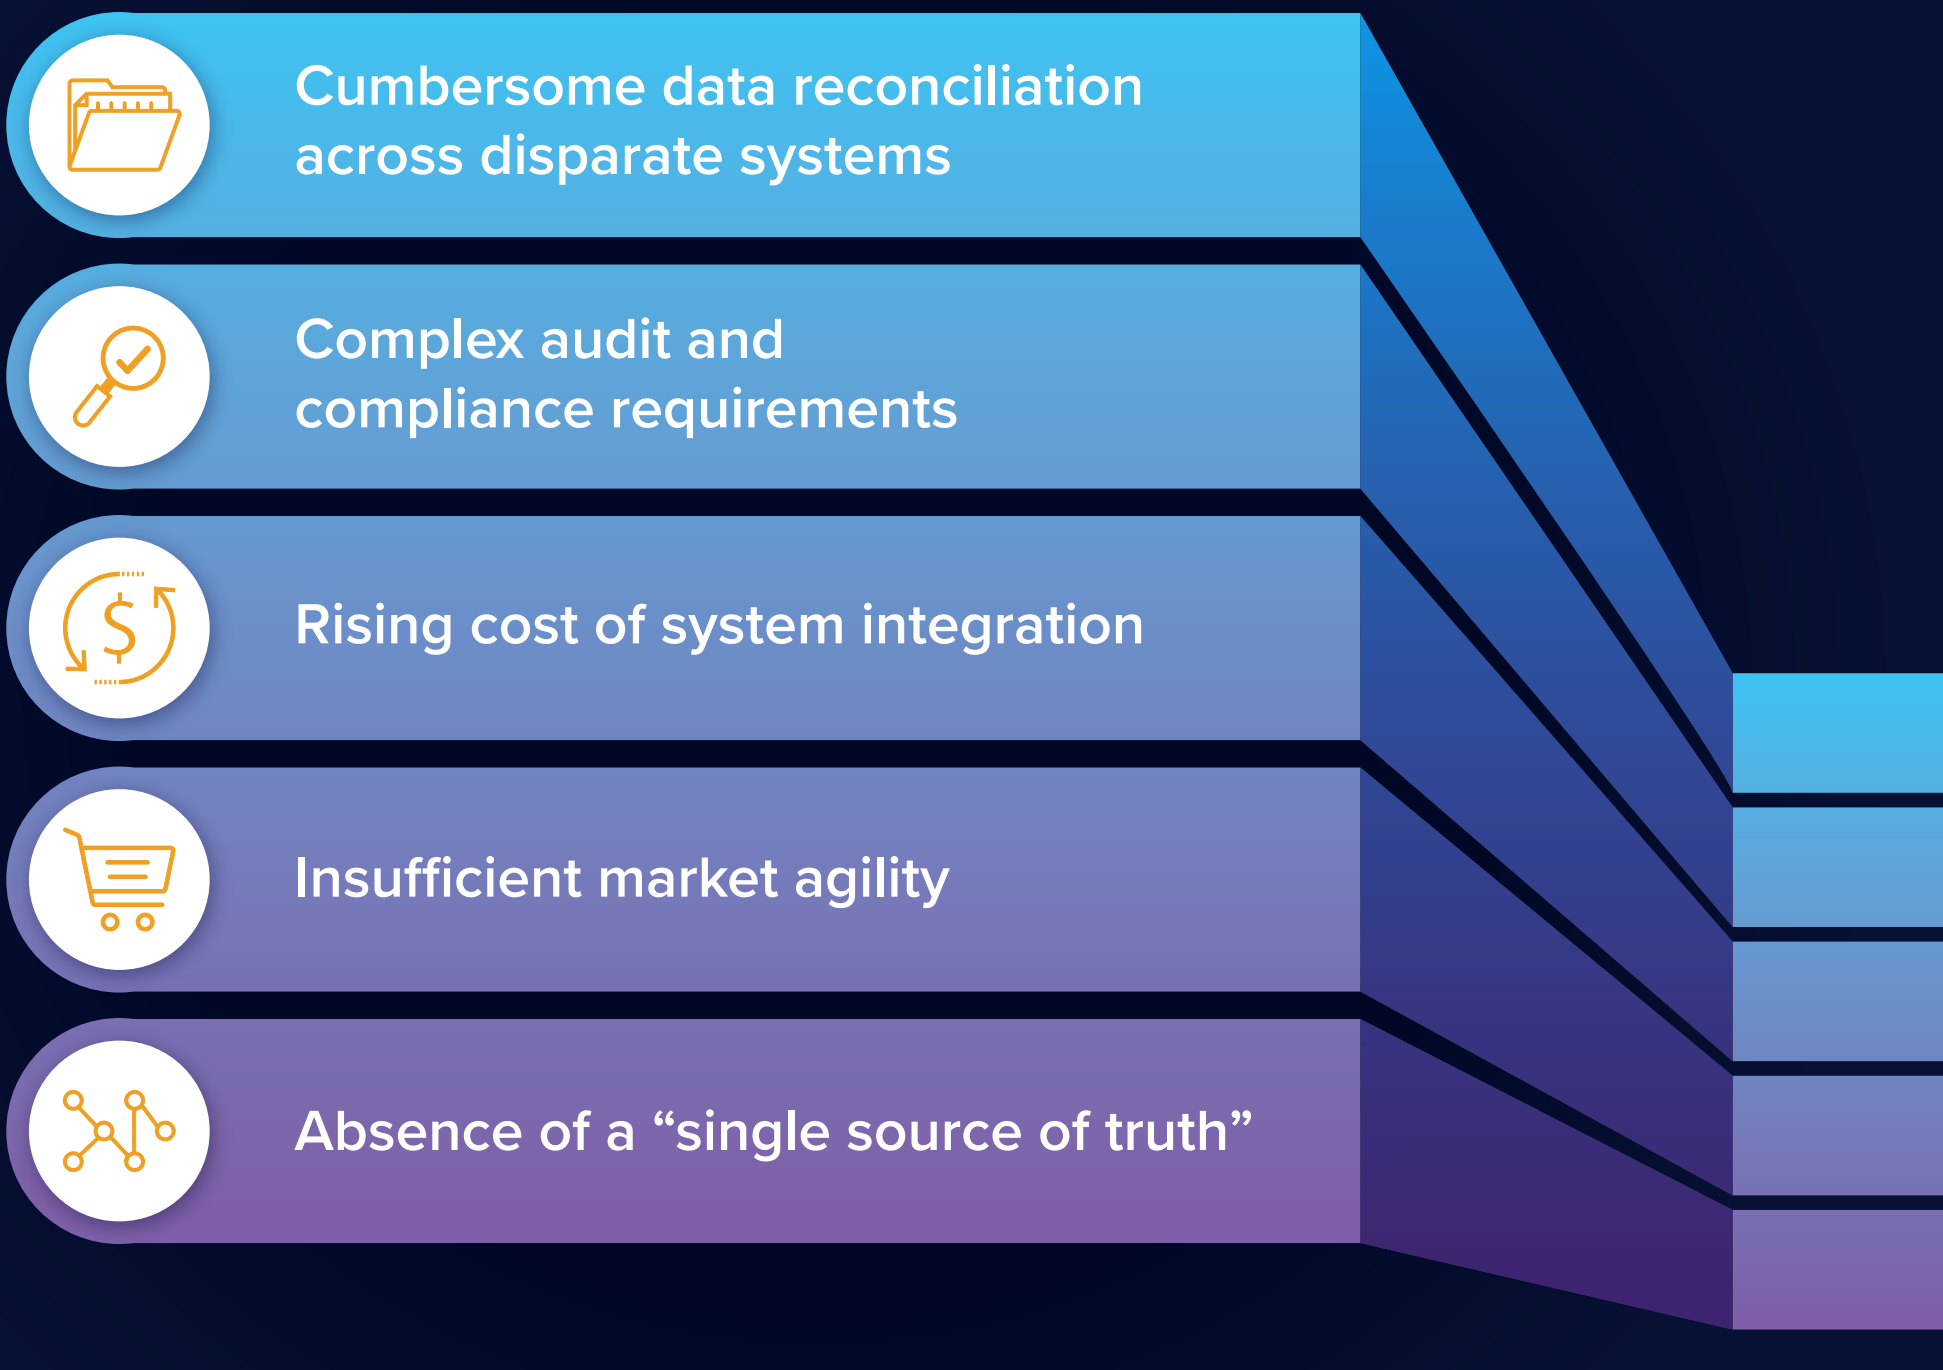 Cumbersome data reconciliation
across disparate systems
Complex audit and
compliance requirements
Rising cost of system integration
Insufficient market agility
Absence of a “single source of truth”